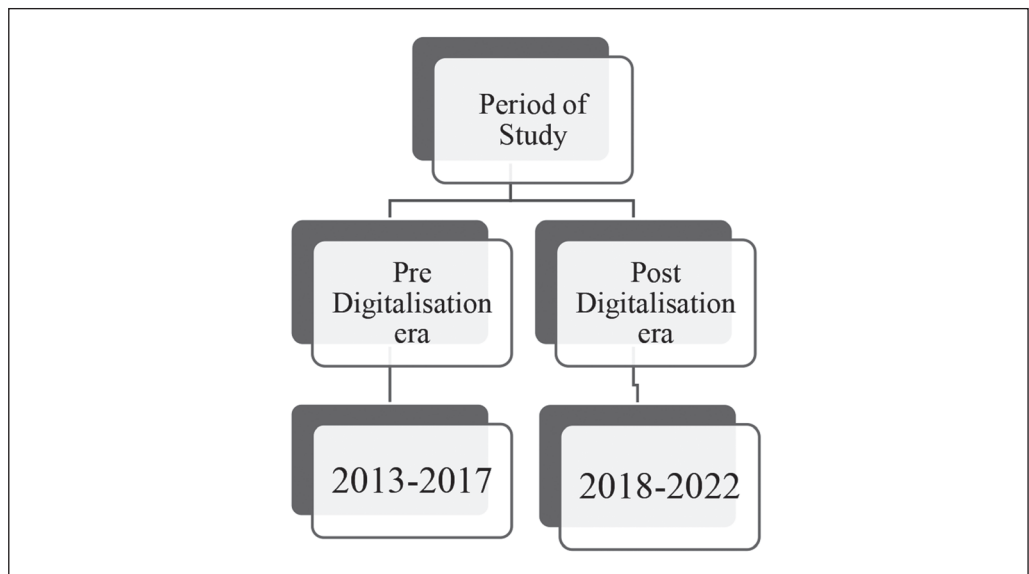 Period of
Study
Pre
Digitalisation
era
Post
Digitalisation
era
2013-2017
2018-2022